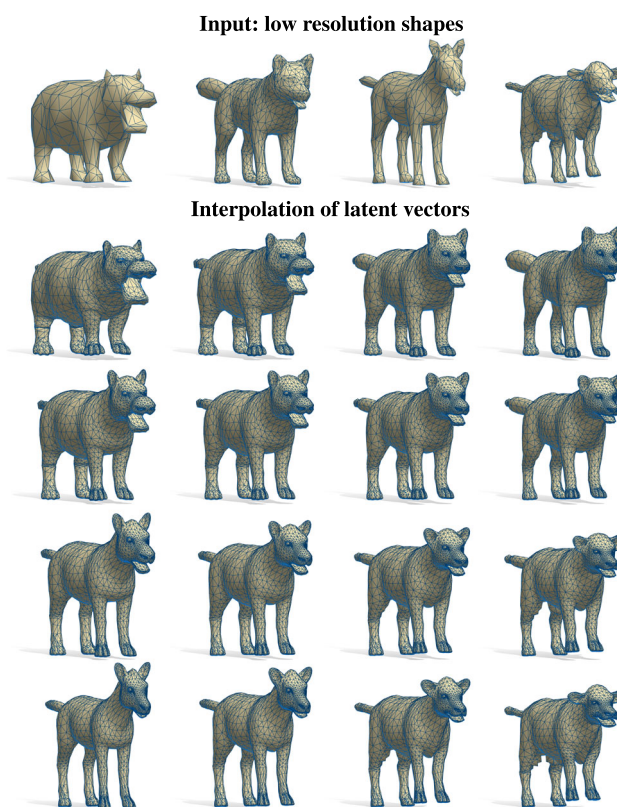 Input: low resolution shapes
Interpolation of latent vectors